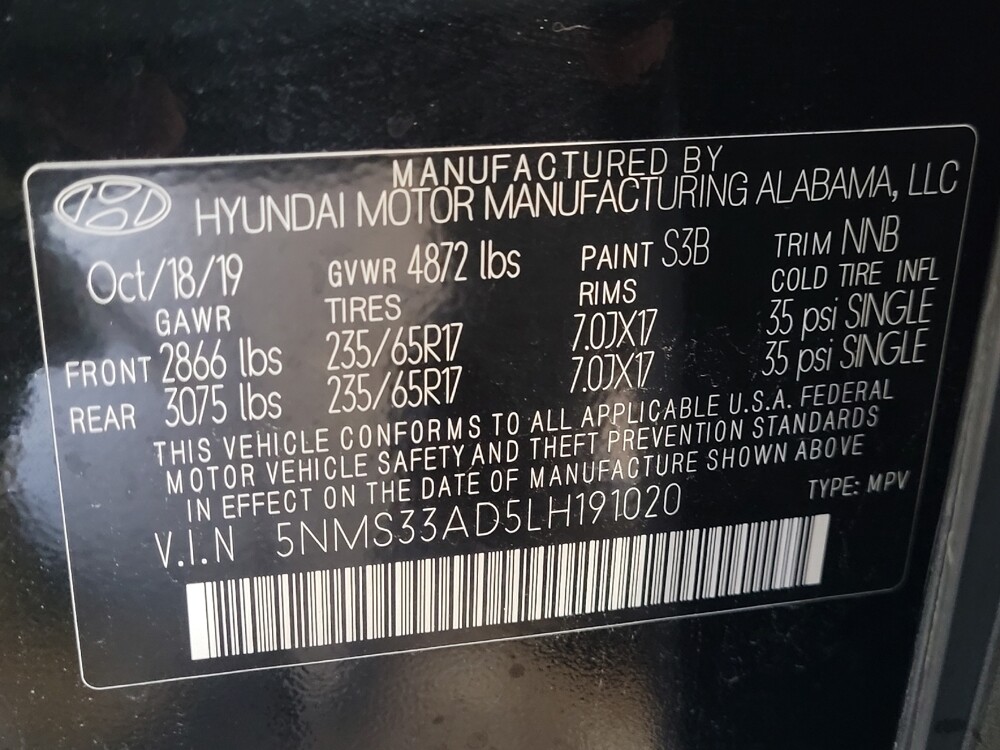 MANUFACTURED BY
HYUNDAI MOTOR MANUFACTURING ALABAMA, LLC
Oct/18/19 GVWR 4872 lbs PAINT S3B TRIM NNB
GAWR TIRES RIMS COLD TIRE INFL
FRONT 2866 lbs 235/65R17 7.0JX17 35 psi SINGLE
REAR 3075 lbs 235/65R17 7.0JX17 35 psi SINGLE
THIS VEHICLE CONFORMS TO ALL APPLICABLE U.S.A. FEDERAL
MOTOR VEHICLE SAFETY AND THEFT PREVENTION STANDARDS
IN EFFECT ON THE DATE OF MANUFACTURE SHOWN ABOVE
V.I.N 5NMS33AD5LH191020 TYPE: MPV